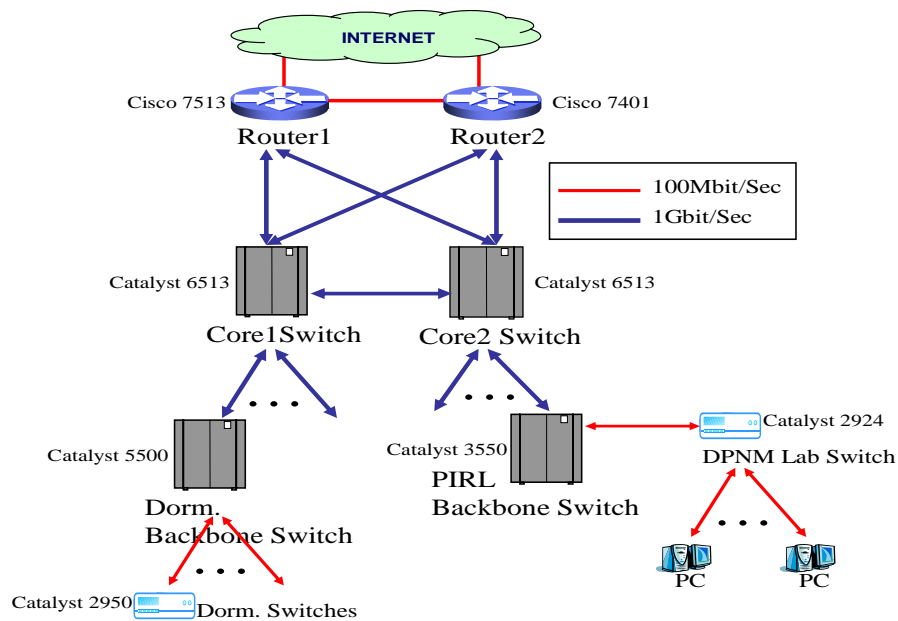 INTERNET
Cisco 7513
Cisco 7401
Router1
Router2
100Mbit/Sec
1Gbit/Sec
Catalyst 6513
Catalyst 6513
Core1Switch
Core2 Switch
Catalyst 5500
Catalyst 3550
Catalyst 2924
DPNM Lab Switch
PIRL
Backbone Switch
Dorm.
Backbone Switch
PC
PC
Catalyst 2950
Dorm. Switches